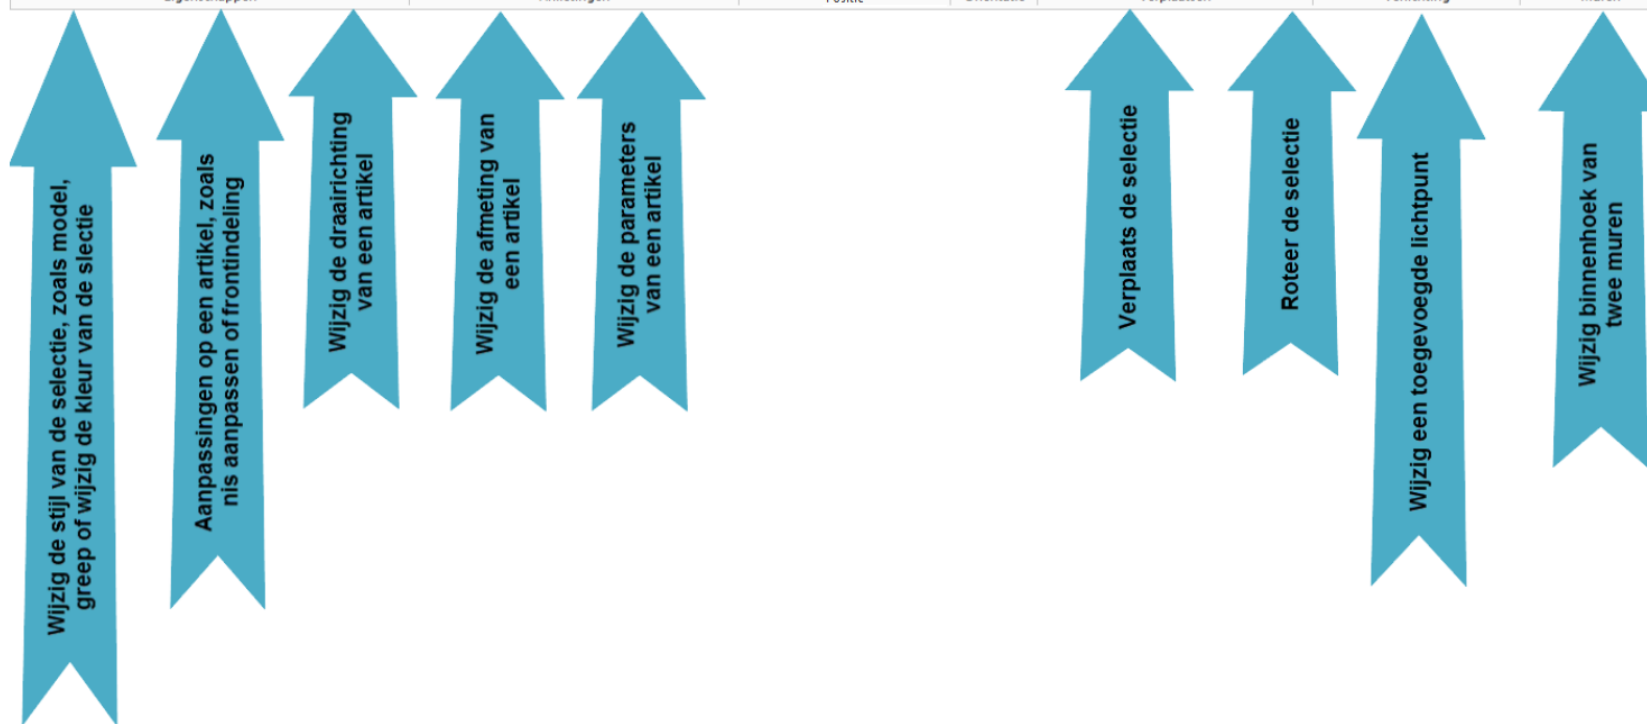 Positie
Wijzig de stijl van de selectie, zoals model,
greep of wijzig de kleur van de slectie
Aanpassingen op een artikel, zoals
nis aanpassen of frontindeling
Wijzig de draairichting
van een artikel
Wijzig de afmeting van
een artikel
Wijzig de parameters
van een artikel
Verplaats de selectie
Roteer de selectie
Wijzig een toegevoegde lichtpunt
Wijzig binnenhoek van
twee muren